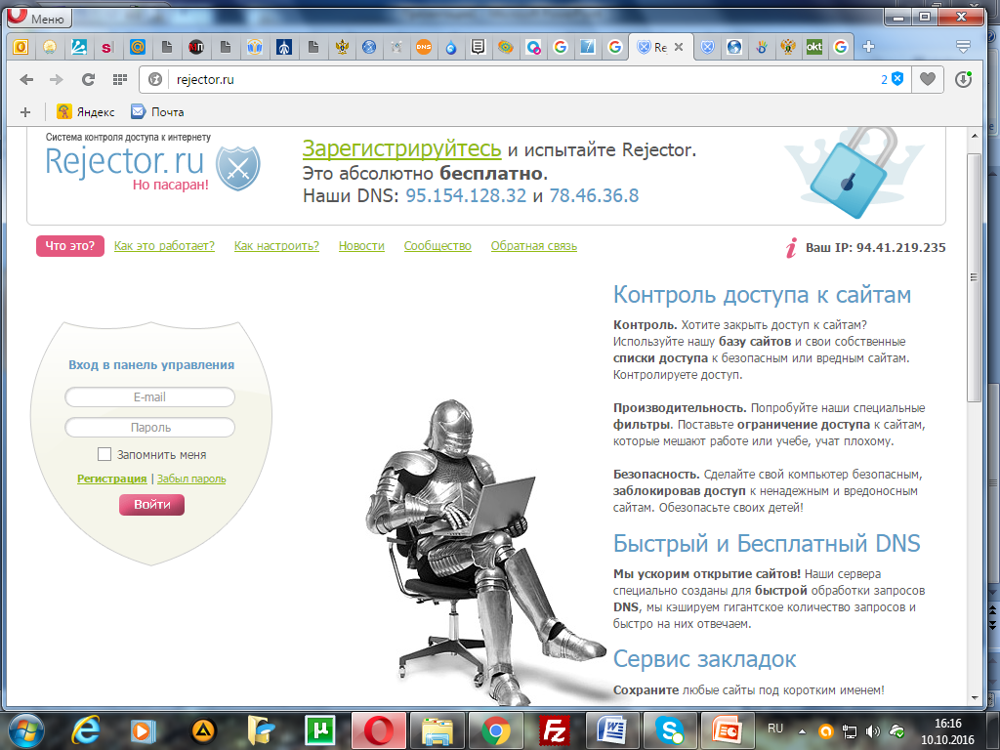 Меню
Re
rejector.ru
2
Яндекс
Почта
Система контроля доступа к интернету
Rejector.ru
Но пасаран!
Зарегистрируйтесь и испытайте Rejector.
Это абсолютно бесплатно.
Наши DNS: 95.154.128.32 и 78.46.36.8
Что это?
Как это работает?
Как настроить?
Новости
Сообщество
Обратная связь
Ваш IP: 94.41.219.235
Вход в панель управления
E-mail
Пароль
Запомнить меня
Регистрация | Забыл пароль
Войти
Контроль доступа к сайтам
Контроль. Хотите закрыть доступ к сайтам?
Используйте нашу базу сайтов и свои собственные
списки доступа к безопасным или вредным сайтам.
Контролируете доступ.
Производительность. Попробуйте наши специальные
фильтры. Поставьте ограничение доступа к сайтам,
которые мешают работе или учебе, учат плохому.
Безопасность. Сделайте свой компьютер безопасным,
заблокировав доступ к ненадежным и вредоносным
сайтам. Обезопасьте своих детей!
Быстрый и Бесплатный DNS
Мы ускорим открытие сайтов! Наши сервера
специально созданы для быстрой обработки запросов
DNS, мы кэшируем гигантское количество запросов и
быстро на них отвечаем.
Сервис закладок
Сохраните любые сайты под коротким именем!
RU
16:16
10.10.2016